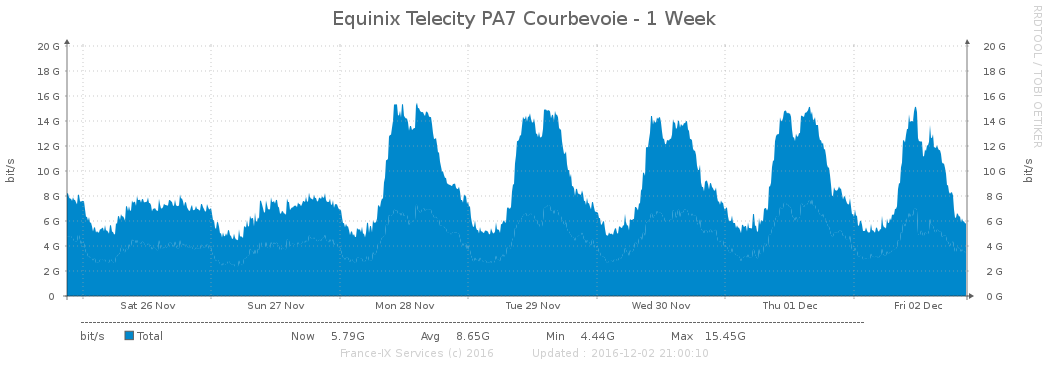 Equinix Telecity PA7 Courbevoie - 1 Week
RRDTOOL / TOBI OETIKER
bit/s
bit/s
20 G 20 G
18 G 18 G
16 G 16 G
14 G 14 G
12 G 12 G
10 G 10 G
8 G 8 G
6 G 6 G
4 G 4 G
2 G 2 G
0 0 G
Sat 26 Nov Sun 27 Nov Mon 28 Nov Tue 29 Nov Wed 30 Nov Thu 01 Dec Fri 02 Dec
bit/s Total Now 5.79G Avg 8.65G Min 4.44G Max 15.45G
France-IX Services (c) 2016 Updated : 2016-12-02 21:00:10